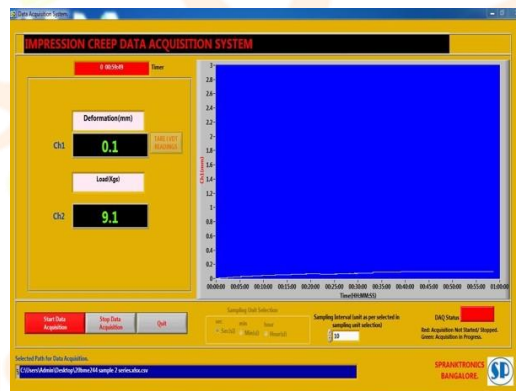 Data Acquisition System
IMPRESSION CREEP DATA ACQUISITION SYSTEM
0 00:59:49 Timer
Deformation(mm)
Ch1 0.1 TARE LVDT
READINGS
Load(Kgs)
Ch2 9.1
3-
2.8-
2.6-
2.4-
2.2-
2-
1.8-
1.6-
1.4-
1.2-
1-
0.8-
0.6-
0.4-
0.2-
0-
Ch1(mm)
00:00:00 00:05:00 00:10:00 00:15:00 00:20:00 00:25:00 00:30:00 00:35:00 00:40:00 00:45:00 00:50:00 00:55:00 01:00:00
Time(HH:MM:SS)
Start Data
Acquisition
Stop Data
Acquisition
Quit
Sampling Unit Selection
sec min hour
Sec(s) Min(s) Hour(s)
Sampling Interval (unit as per selected in
sampling unit selection)
10
DAQ Status
Red: Acquisition Not Started/ Stopped.
Green: Acquisition in Progress.
Selected Path for Data Acquisition.
SPRANKTRONICS
BANGALORE.
SP